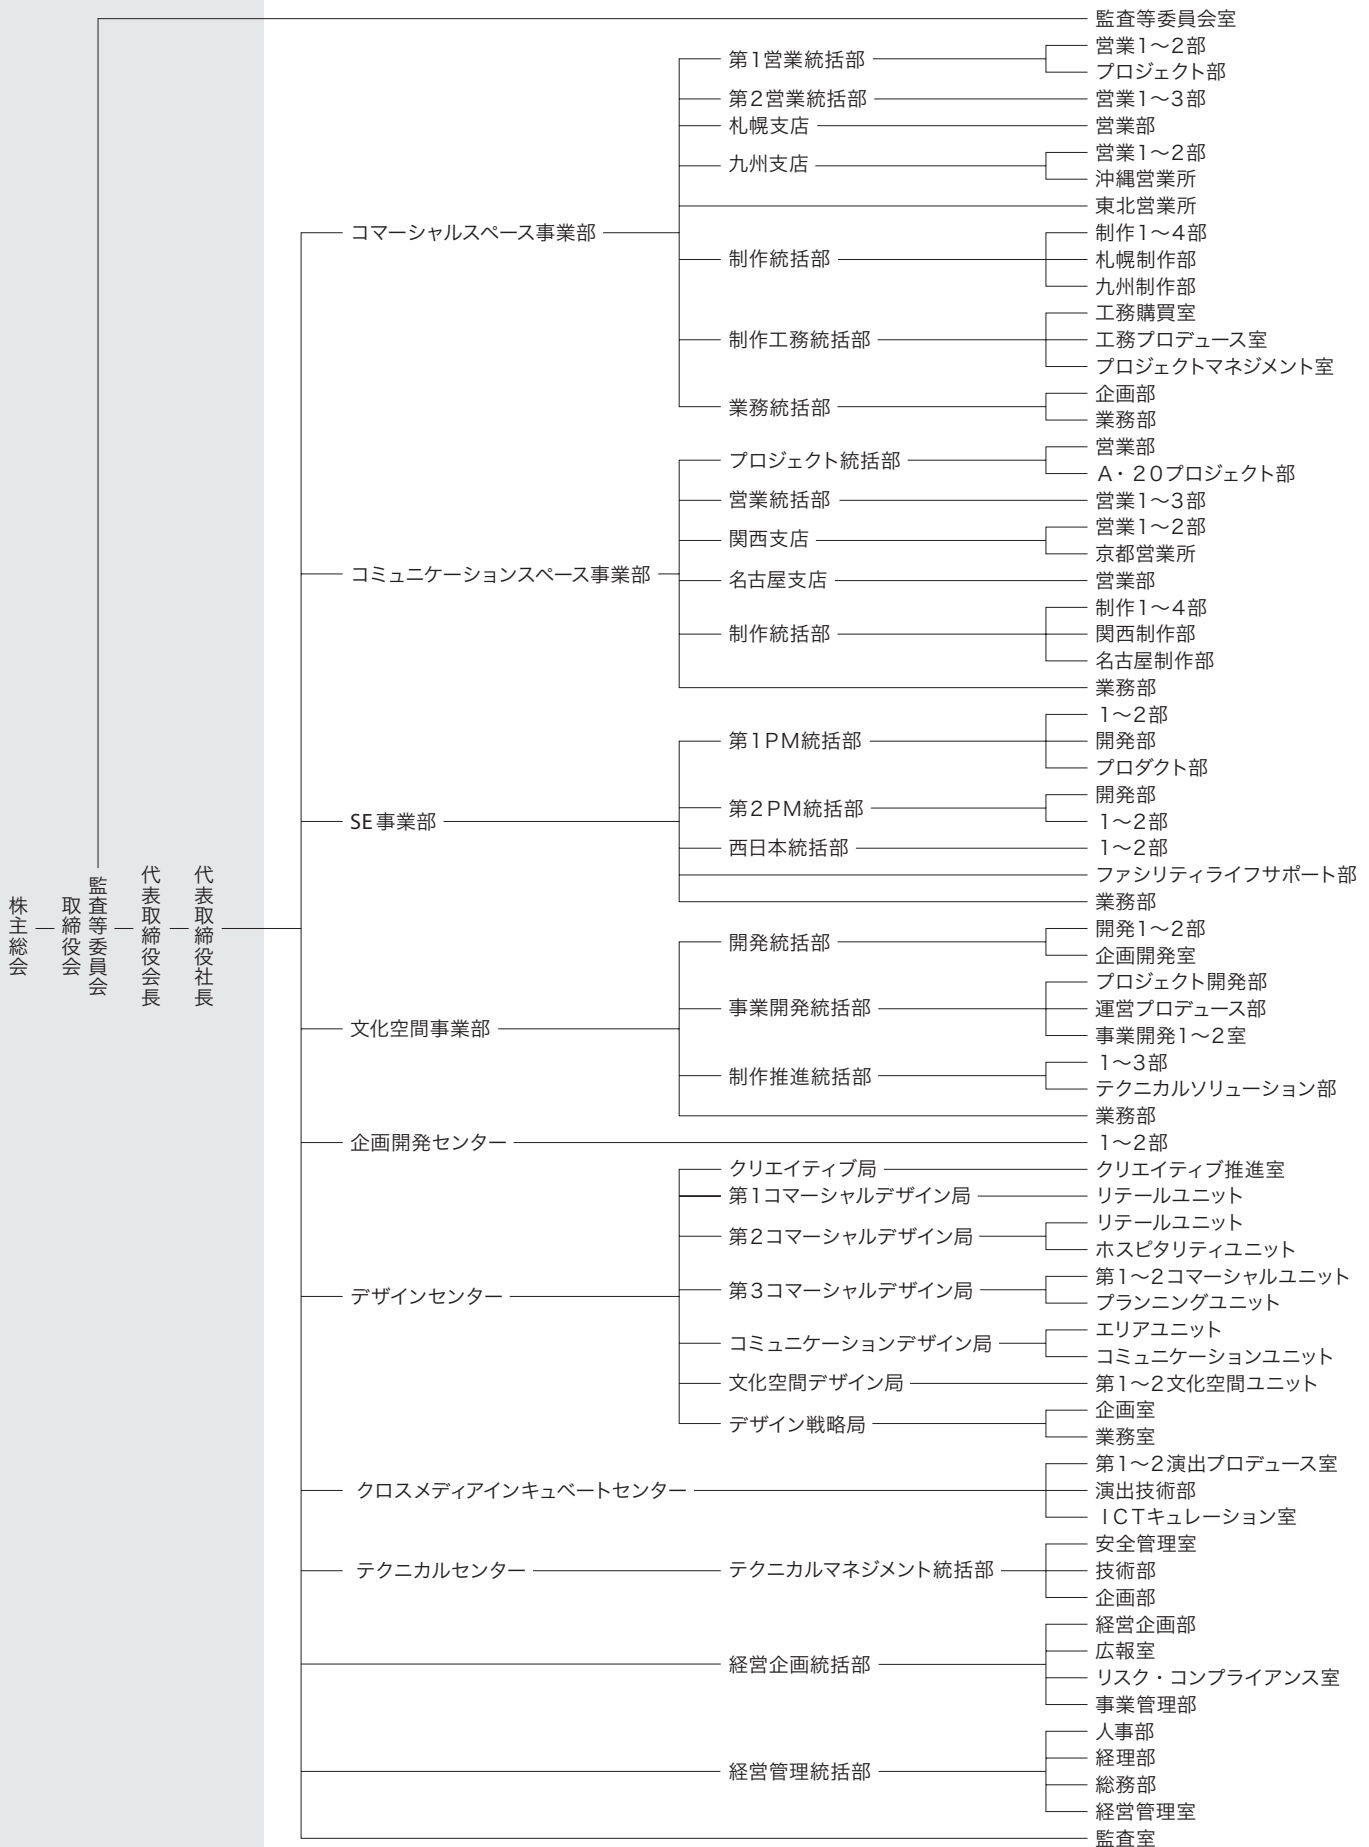 監査等委員会室
営業1〜2部
第1営業統括部
プロジェクト部
第2営業統括部
営業1〜3部
札幌支店
営業部
営業1〜2部
九州支店
沖縄営業所
東北営業所
コマーシャルスペース事業部
制作1〜4部
制作統括部
札幌制作部
九州制作部
工務購買室
制作工務統括部
工務プロデュース室
プロジェクトマネジメント室
企画部
業務統括部
業務部
営業部
プロジェクト統括部
A・20プロジェクト部
営業統括部
営業1〜3部
営業1〜2部
関西支店
京都営業所
コミュニケーションスペース事業部
名古屋支店
営業部
制作1〜4部
制作統括部
関西制作部
名古屋制作部
業務部
1〜2部
第1PM統括部
開発部
プロダクト部
開発部
第2PM統括部
SE事業部
1〜2部
西日本統括部
1〜2部
ファシリティライフサポート部
業務部
株主総会
取締役会
監査等委員会
代表取締役会長
代表取締役社長
開発1〜2部
開発統括部
企画開発室
プロジェクト開発部
事業開発統括部
運営プロデュース部
文化空間事業部
事業開発1〜2室
1〜3部
制作推進統括部
テクニカルソリューション部
業務部
企画開発センター
1〜2部
クリエイティブ局
クリエイティブ推進室
第1コマーシャルデザイン局
リテールユニット
リテールユニット
第2コマーシャルデザイン局
ホスピタリティユニット
第1〜2コマーシャルユニット
デザインセンター
第3コマーシャルデザイン局
プランニングユニット
エリアユニット
コミュニケーションデザイン局
コミュニケーションユニット
文化空間デザイン局
第1〜2文化空間ユニット
企画室
デザイン戦略局
業務室
第1〜2演出プロデュース室
クロスメディアインキュベートセンター
演出技術部
ICTキュレーション室
安全管理室
テクニカルセンター
テクニカルマネジメント統括部
技術部
企画部
経営企画部
広報室
経営企画統括部
リスク・コンプライアンス室
事業管理部
人事部
経理部
経営管理統括部
総務部
経営管理室
監査室